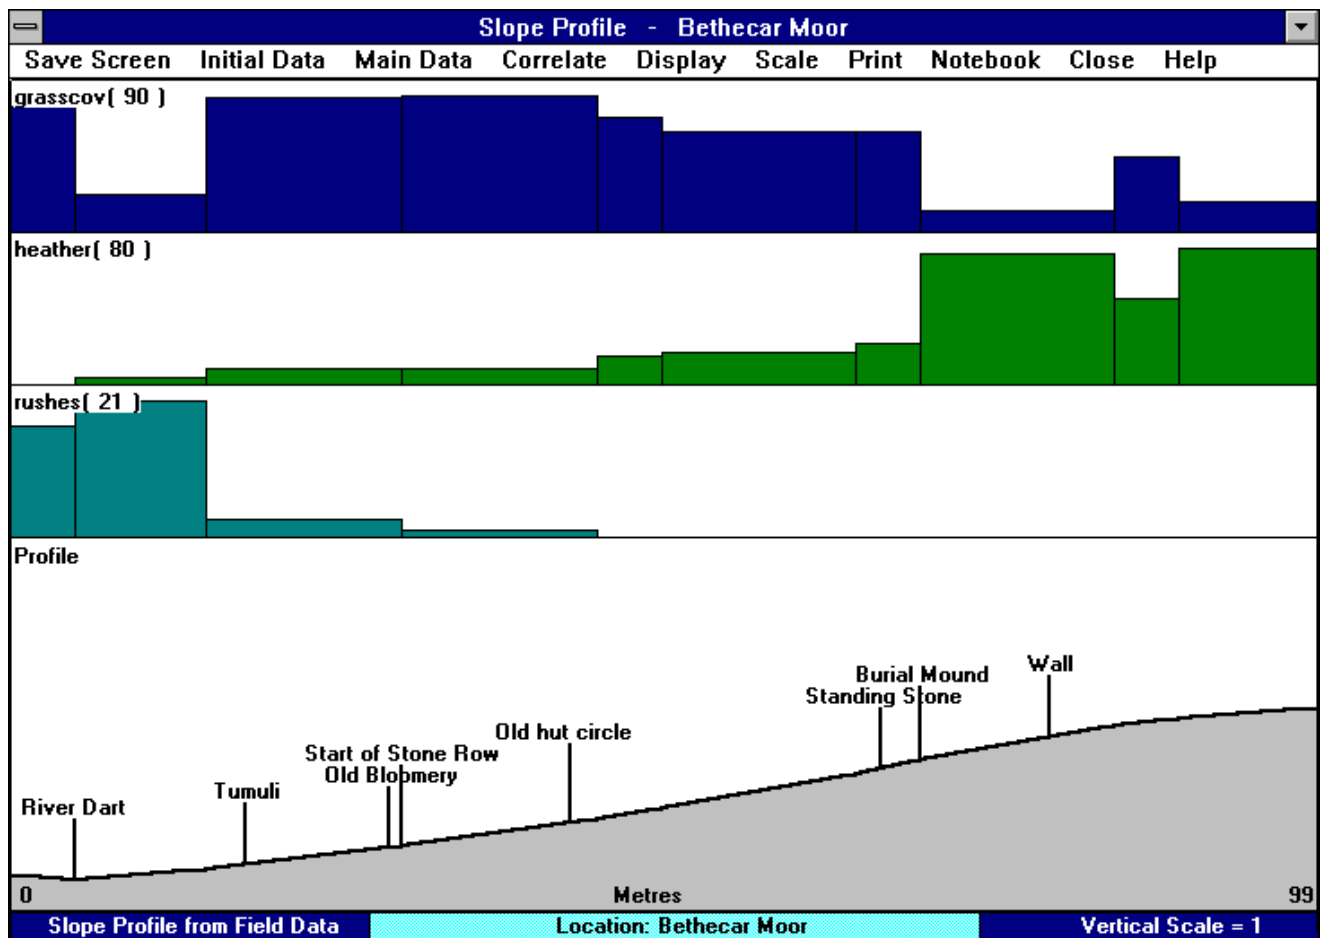 Slope Profile - Bethecar Moor
Save Screen Initial Data Main Data Correlate Display Scale Print Notebook Close Help
grasscov( 90 )
heather( 80 )
rushes( 21 )
Profile
Wall
Burial Mound
Standing Stone
Old hut circle
Start of Stone Row
Old Bloomery
Tumuli
River Dart
0 Metres 99
Slope Profile from Field Data Location: Bethecar Moor Vertical Scale = 1